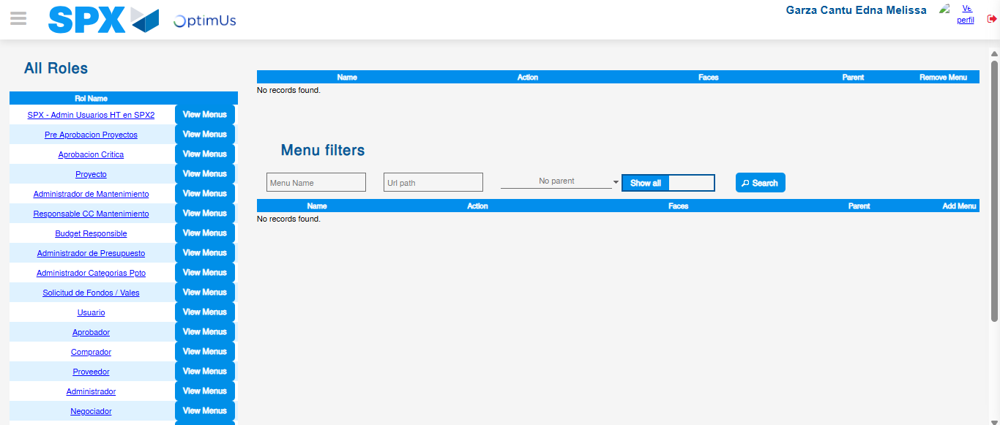 SPX OptimUs
Garza Cantu Edna Melissa
Ve
perfil
All Roles
Rol Name
SPX - Admin Usuarios HT en SPX2 View Menus
Pre Aprobacion Proyectos View Menus
Aprobacion Critica View Menus
Proyecto View Menus
Administrador de Mantenimiento View Menus
Responsable CC Mantenimiento View Menus
Budget Responsible View Menus
Administrador de Presupuesto View Menus
Administrador Categorias Ppto View Menus
Solicitud de Fondos / Vales View Menus
Usuario View Menus
Aprobador View Menus
Comprador View Menus
Proveedor View Menus
Administrador View Menus
Negociador View Menus
Name Action Faces Parent Remove Menu
No records found.
Menu filters
Menu Name Url path No parent Show all Search
Name Action Faces Parent Add Menu
No records found.